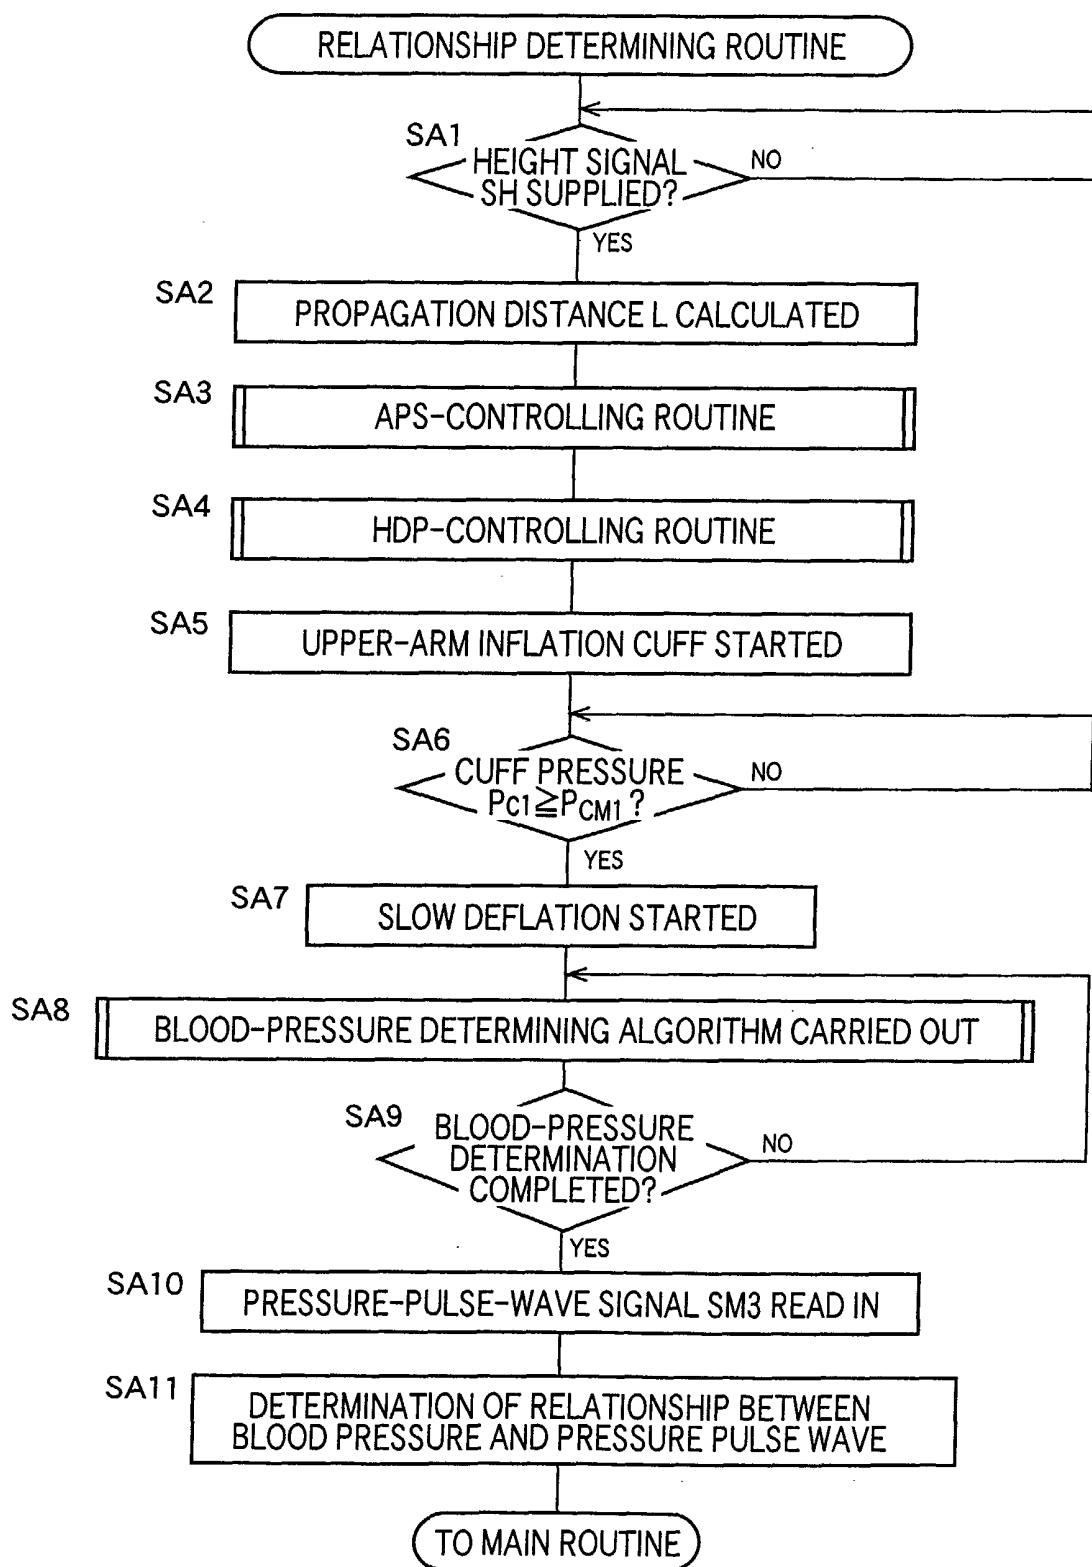 RELATIONSHIP DETERMINING ROUTINE
SA1
HEIGHT SIGNAL
SH SUPPLIED?
NO
YES
SA2
PROPAGATION DISTANCE L CALCULATED
SA3
APS-CONTROLLING ROUTINE
SA4
HDP-CONTROLLING ROUTINE
SA5
UPPER-ARM INFLATION CUFF STARTED
SA6
CUFF PRESSURE
PC1≧PCM1?
NO
YES
SA7
SLOW DEFLATION STARTED
SA8
BLOOD-PRESSURE DETERMINING ALGORITHM CARRIED OUT
SA9
BLOOD-PRESSURE
DETERMINATION
COMPLETED?
NO
YES
SA10
PRESSURE-PULSE-WAVE SIGNAL SM3 READ IN
SA11
DETERMINATION OF RELATIONSHIP BETWEEN
BLOOD PRESSURE AND PRESSURE PULSE WAVE
TO MAIN ROUTINE